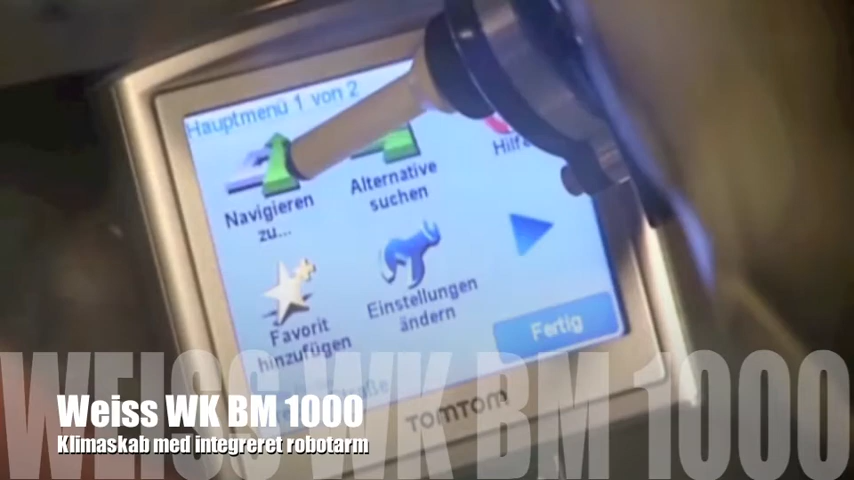 Hauptmenü 1 von 2
Navigieren
zu...
Alternative
suchen
Hilfe
Favorit
hinzufügen
Einstellungen
ändern
Fertig
TOMTOM
WEISS WK BM 1000
Weiss WK BM 1000
Klimaskab med integreret robotarm